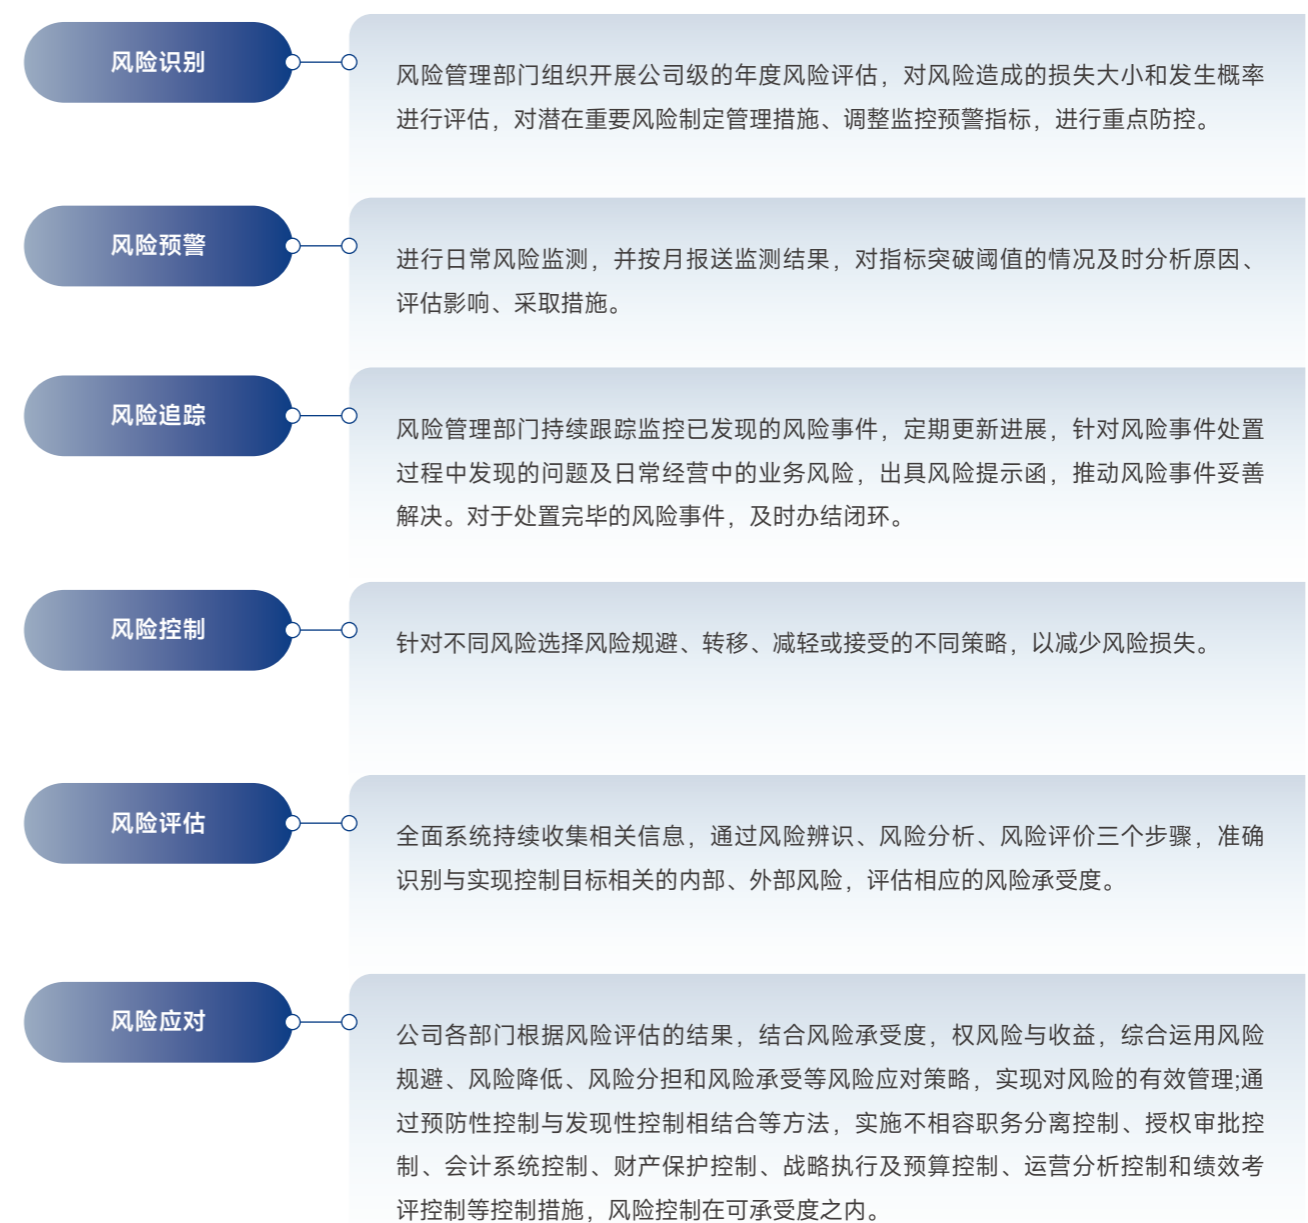 风险识别
风险管理部门组织开展公司级的年度风险评估，对风险造成的损失大小和发生概率
进行评估，对潜在重要风险制定管理措施、调整监控预警指标，进行重点防控。
风险预警
进行日常风险监测，并按月报送监测结果，对指标突破阈值的情况及时分析原因、
评估影响、采取措施。
风险追踪
风险管理部门持续跟踪监控已发现的风险事件，定期更新进展，针对风险事件处置
过程中发现的问题及日常经营中的业务风险，出具风险提示函，推动风险事件妥善
解决。对于处置完毕的风险事件，及时办结闭环。
风险控制
针对不同风险选择风险规避、转移、减轻或接受的不同策略，以减少风险损失。
风险评估
全面系统持续收集相关信息，通过风险辨识、风险分析、风险评价三个步骤，准确
识别与实现控制目标相关的内部、外部风险，评估相应的风险承受度。
风险应对
公司各部门根据风险评估的结果，结合风险承受度，权风险与收益，综合运用风险
规避、风险降低、风险分担和风险承受等风险应对策略，实现对风险的有效管理;通
过预防性控制与发现性控制相结合等方法，实施不相容职务分离控制、授权审批控
制、会计系统控制、财产保护控制、战略执行及预算控制、运营分析控制和绩效考
评控制等控制措施，风险控制在可承受度之内。